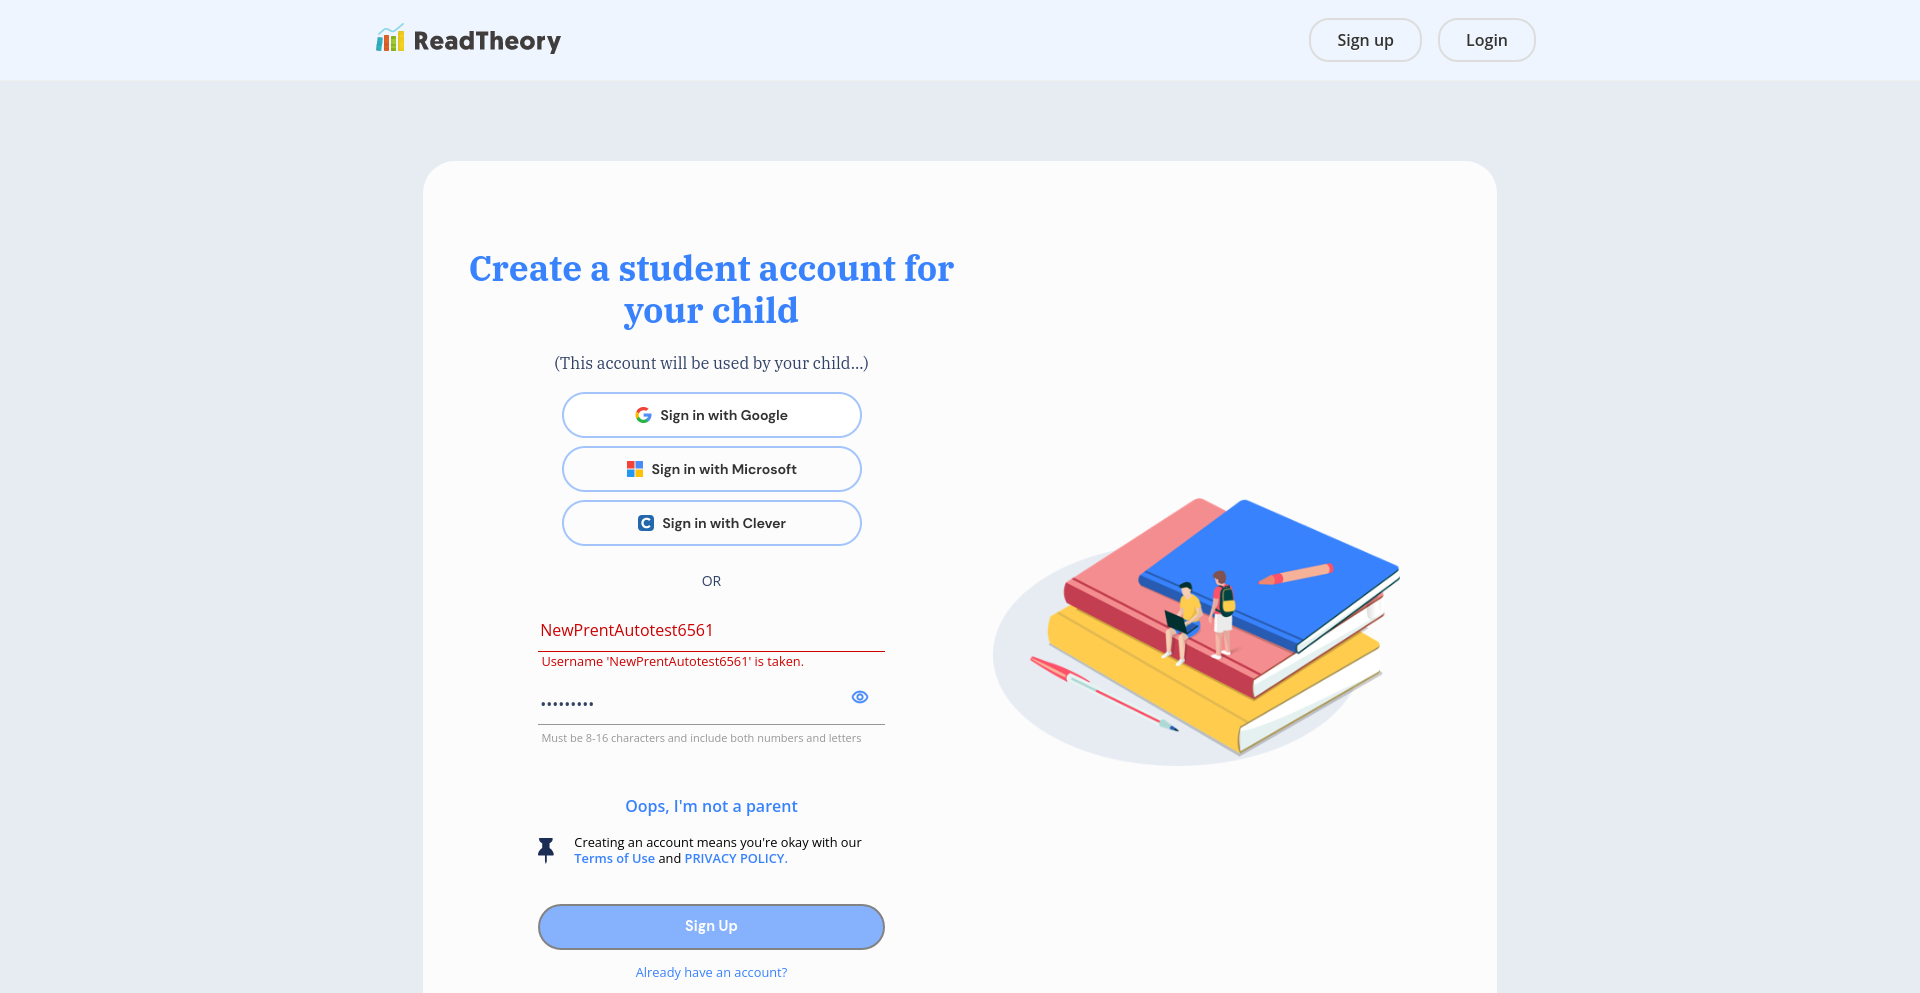 ReadTheory
Sign up
Login
Create a student account for
your child
(This account will be used by your child...)
Sign in with Google
Sign in with Microsoft
Sign in with Clever
OR
NewPrentAutotest6561
Username 'NewPrentAutotest6561' is taken.
•••••••••
Must be 8-16 characters and include both numbers and letters
Oops, I'm not a parent
Creating an account means you're okay with our
Terms of Use and PRIVACY POLICY.
Sign Up
Already have an account?